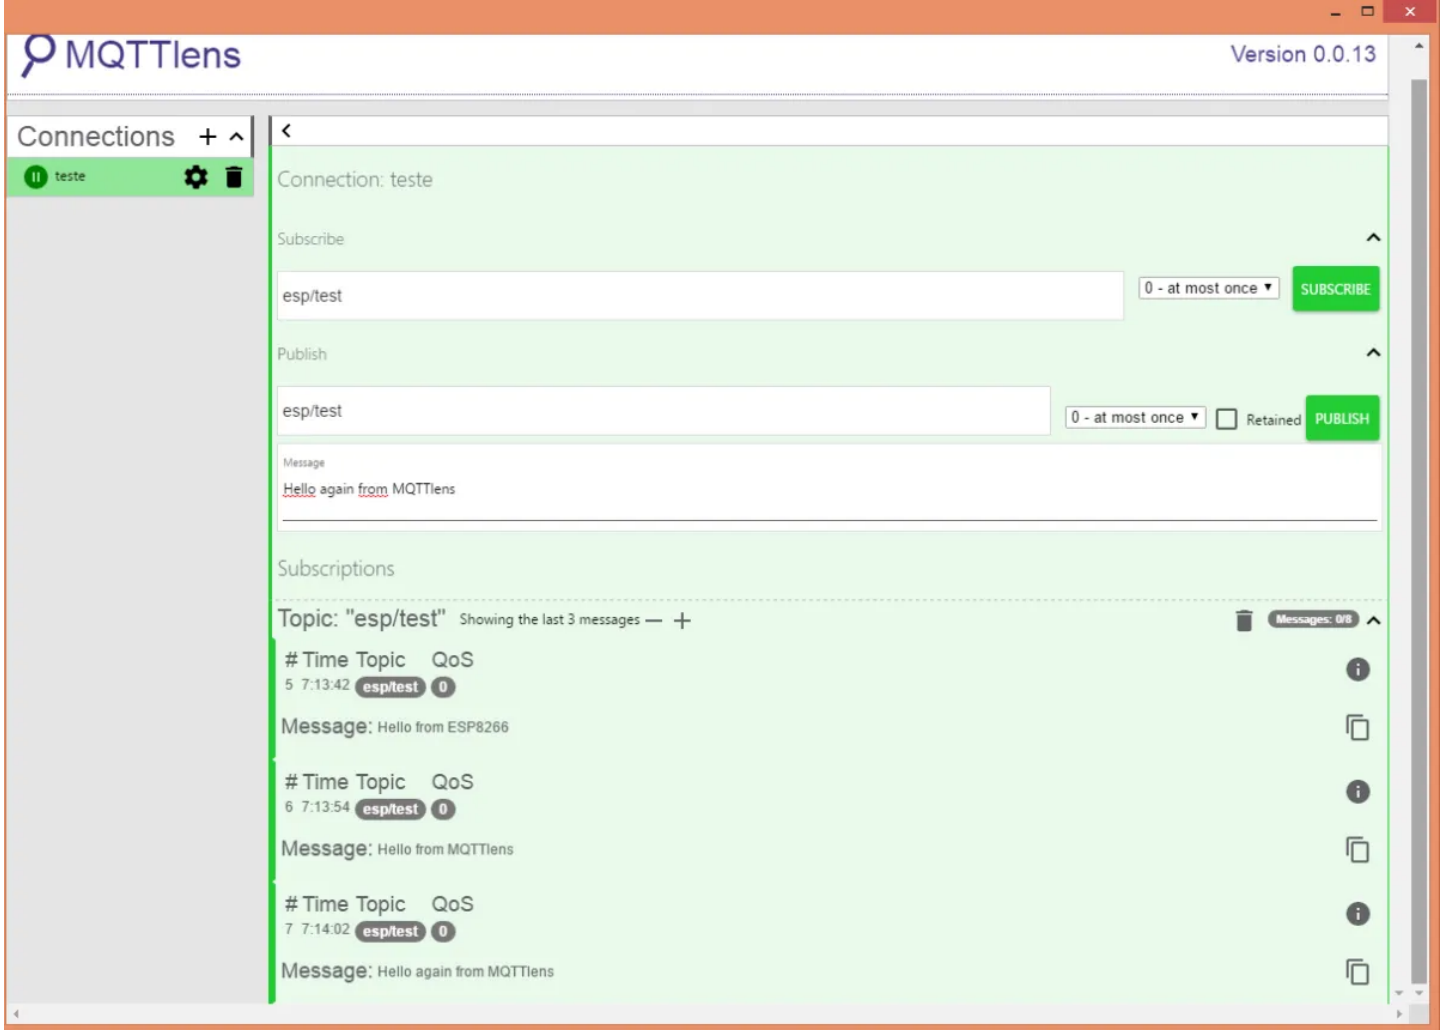 MQTTlens
Version 0.0.13
Connections
teste
Connection: teste
Subscribe
esp/test
0 - at most once
SUBSCRIBE
Publish
esp/test
0 - at most once
Retained
PUBLISH
Message
Hello again from MQTTlens
Subscriptions
Topic: "esp/test" Showing the last 3 messages
Messages: 0/8
# Time Topic QoS
5 7:13:42 esp/test 0
Message: Hello from ESP8266
# Time Topic QoS
6 7:13:54 esp/test 0
Message: Hello from MQTTlens
# Time Topic QoS
7 7:14:02 esp/test 0
Message: Hello again from MQTTlens